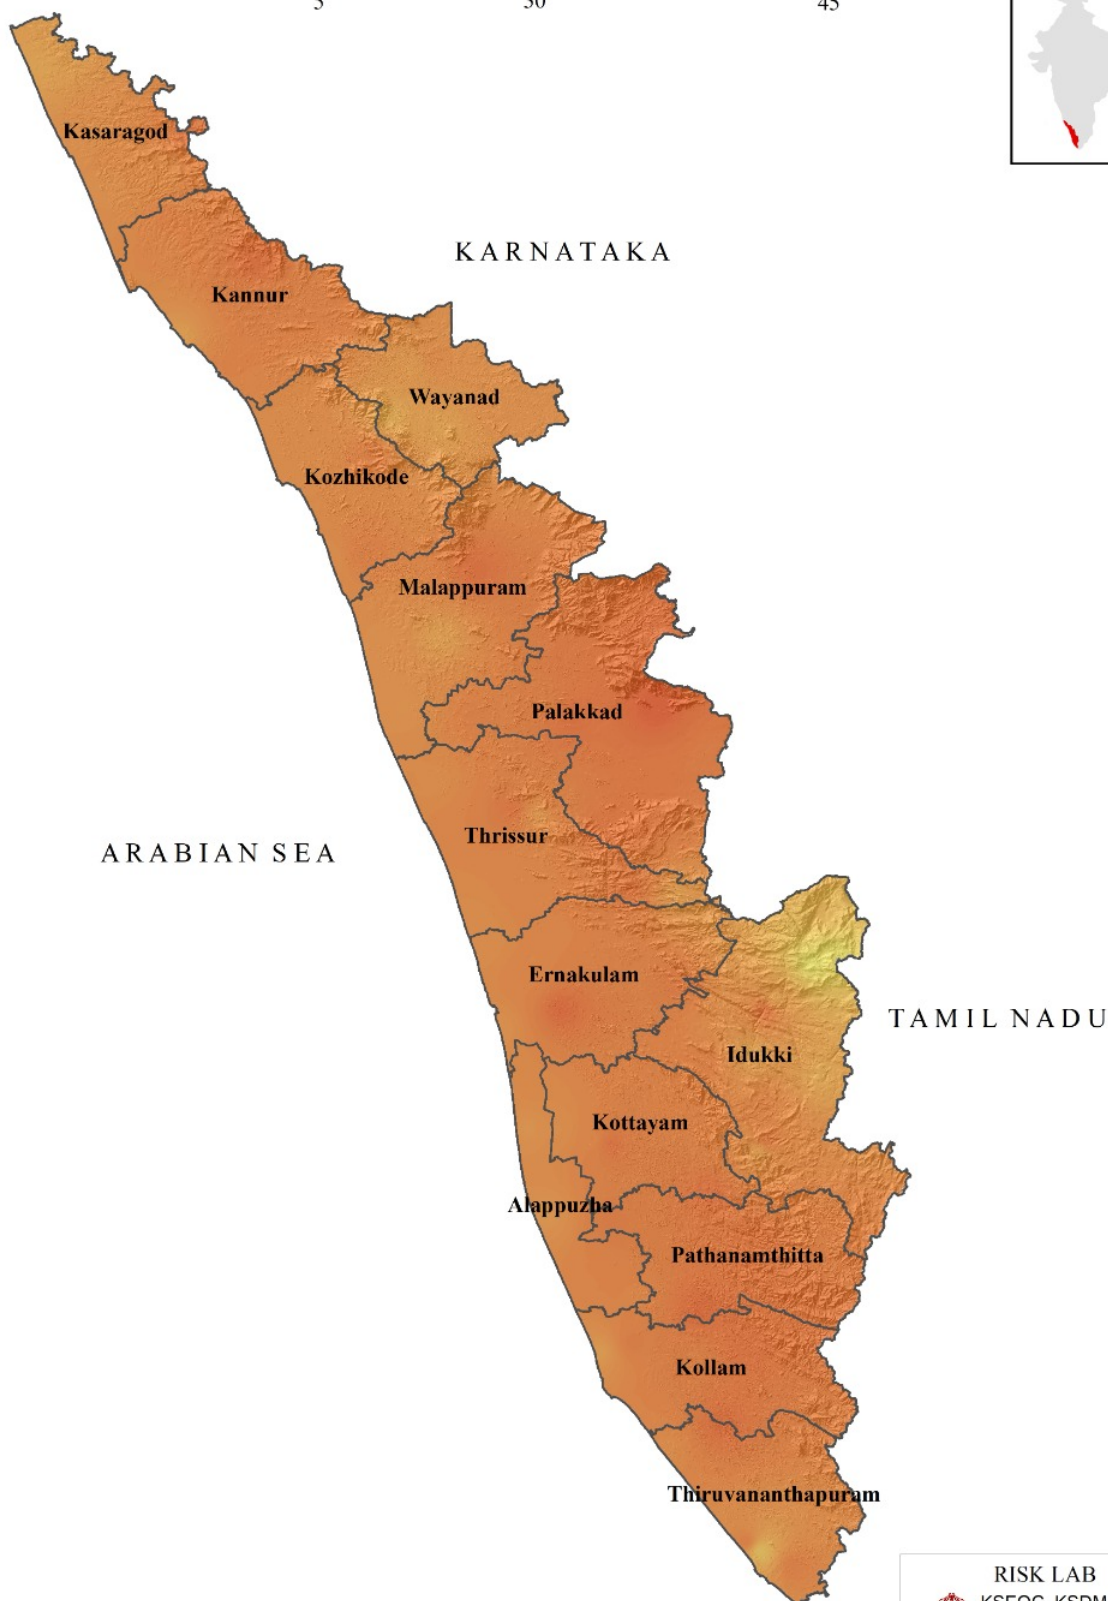 5 30 45
Kasaragod
KARNATAKA
Kannur
Wayanad
Kozhikode
Malappuram
Palakkad
Thrissur
ARABIAN SEA
Ernakulam
TAMIL NADU
Idukki
Kottayam
Alappuzha
Pathanamthitta
Kollam
Thiruvananthapuram
RISK LAB